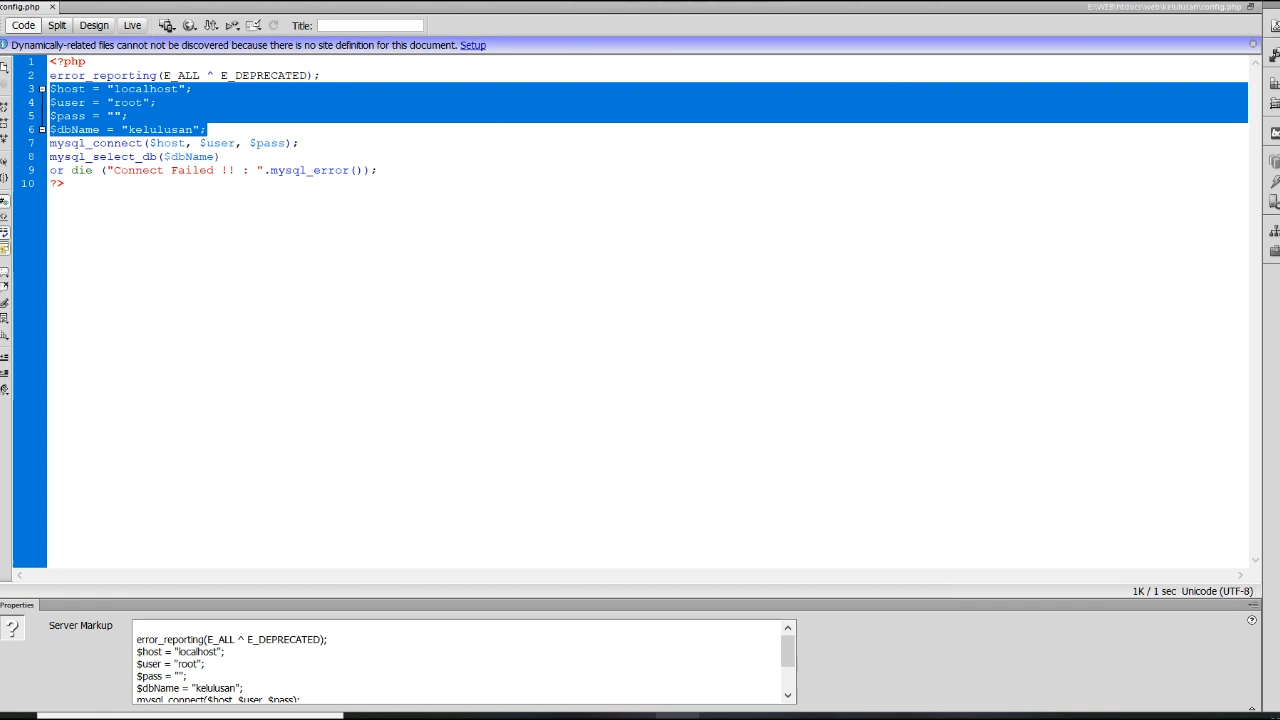 config.php ×
E:\WEB\htdocs\web\kelulusan\config.php
Code Split Design Live Title:
Dynamically-related files cannot not be discovered because there is no site definition for this document. Setup
1 <?php
2 error_reporting(E_ALL ^ E_DEPRECATED);
3 $host = "localhost";
4 $user = "root";
5 $pass = "";
6 $dbName = "kelulusan";
7 mysql_connect($host, $user, $pass);
8 mysql_select_db($dbName)
9 or die ("Connect Failed !! : ".mysql_error());
10 ?>
1K / 1 sec Unicode (UTF-8)
Properties
Server Markup
error_reporting(E_ALL ^ E_DEPRECATED);
$host = "localhost";
$user = "root";
$pass = "";
$dbName = "kelulusan";
mysql_connect($host, $user, $pass);